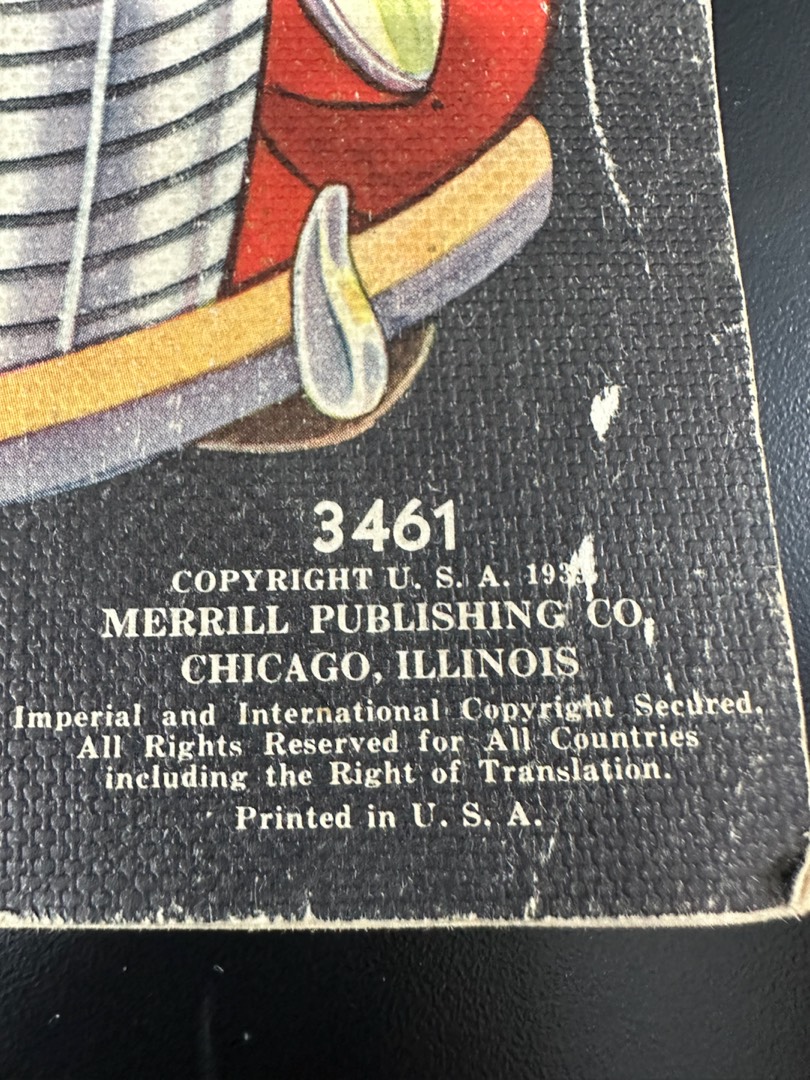 3461
COPYRIGHT U. S. A.
MERRILL PUBLISHING CO.
CHICAGO, ILLINOIS
Imperial and International Copyright Secured.
All Rights Reserved for All Countries
including the Right of Translation.
Printed in U. S. A.